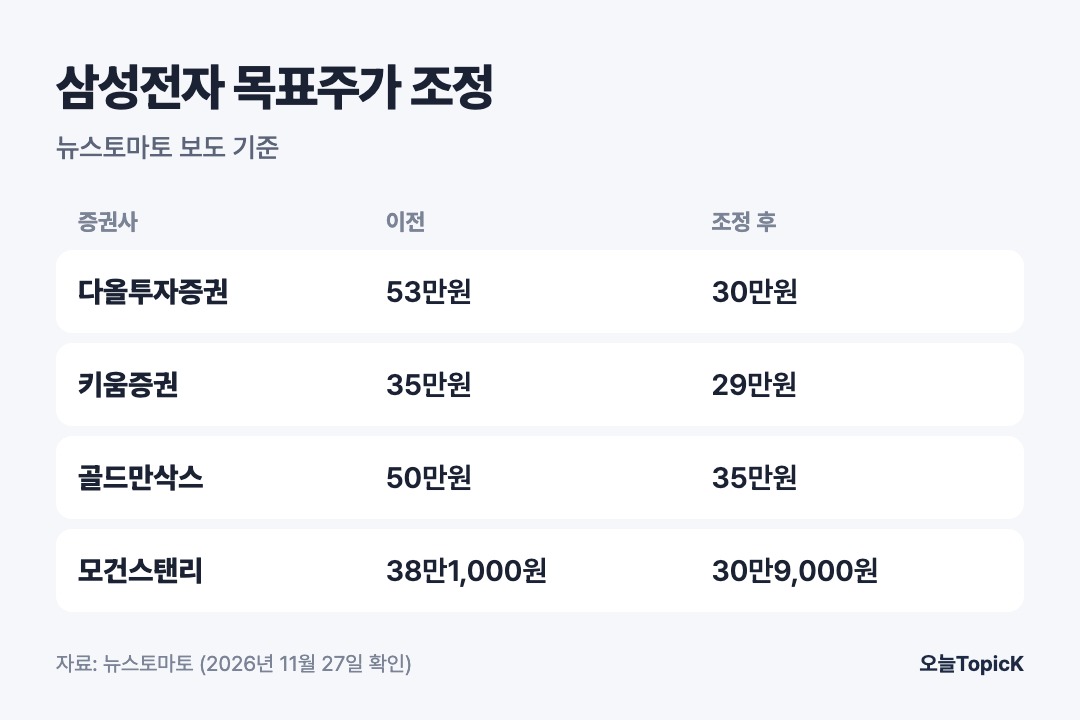 삼성전자 목표주가 조정
뉴스토마토 보도 기준
증권사 이전 조정 후
다올투자증권 53만원 30만원
키움증권 35만원 29만원
골드만삭스 50만원 35만원
모건스탠리 38만1,000원 30만9,000원
자료: 뉴스토마토 (2026년 11월 27일 확인)
오늘TopicK